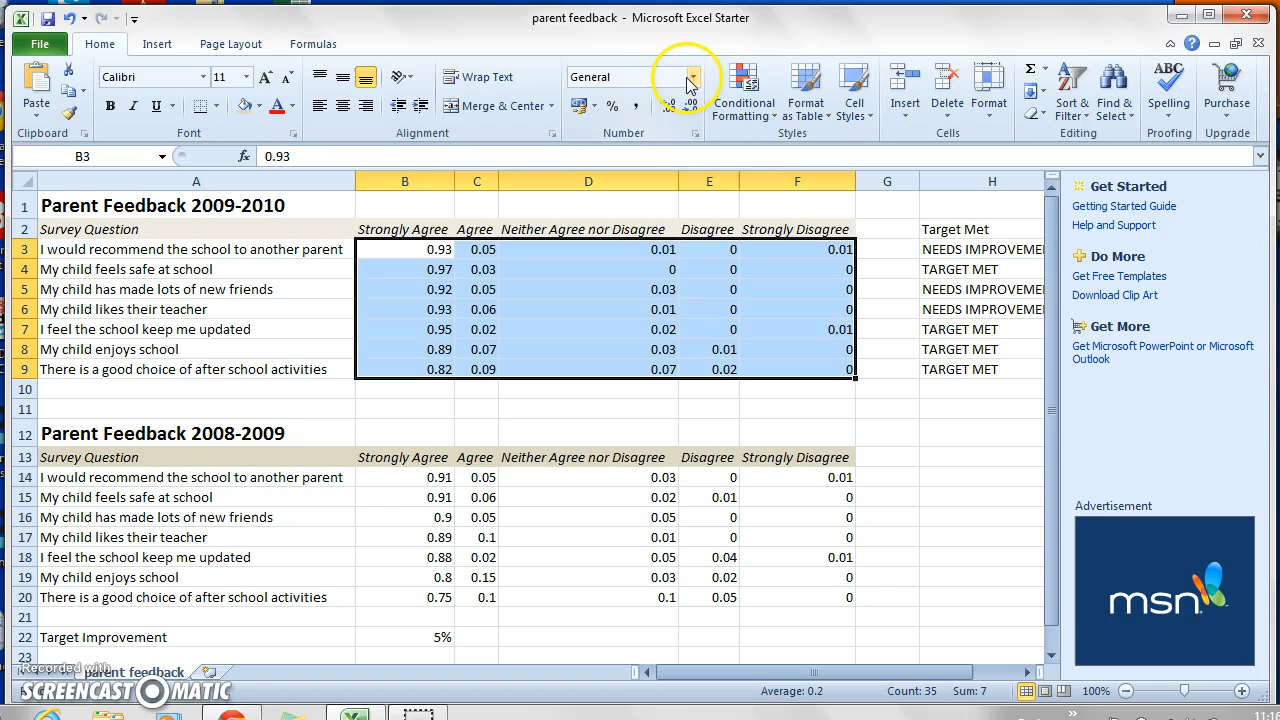 parent feedback - Microsoft Excel Starter
File Home Insert Page Layout Formulas
Calibri 11 Wrap Text General
Paste B I U Merge & Center % , Conditional Formatting Format as Table Cell Styles Insert Delete Format Σ Sort & Filter Find & Select Spelling Purchase
Clipboard Font Alignment Number Styles Cells Editing Proofing Upgrade
B3 fx 0.93
A B C D E F G H
1 Parent Feedback 2009-2010
2 Survey Question Strongly Agree Agree Neither Agree nor Disagree Disagree Strongly Disagree Target Met
3 I would recommend the school to another parent 0.93 0.05 0.01 0 0.01 NEEDS IMPROVEME
4 My child feels safe at school 0.97 0.03 0 0 0 TARGET MET
5 My child has made lots of new friends 0.92 0.05 0.03 0 0 NEEDS IMPROVEME
6 My child likes their teacher 0.93 0.06 0.01 0 0 NEEDS IMPROVEME
7 I feel the school keep me updated 0.95 0.02 0.02 0 0.01 TARGET MET
8 My child enjoys school 0.89 0.07 0.03 0.01 0 TARGET MET
9 There is a good choice of after school activities 0.82 0.09 0.07 0.02 0 TARGET MET
10
11
12 Parent Feedback 2008-2009
13 Survey Question Strongly Agree Agree Neither Agree nor Disagree Disagree Strongly Disagree
14 I would recommend the school to another parent 0.91 0.05 0.03 0 0.01
15 My child feels safe at school 0.91 0.06 0.02 0.01 0
16 My child has made lots of new friends 0.9 0.05 0.05 0 0
17 My child likes their teacher 0.89 0.1 0.01 0 0
18 I feel the school keep me updated 0.88 0.02 0.05 0.04 0.01
19 My child enjoys school 0.8 0.15 0.03 0.02 0
20 There is a good choice of after school activities 0.75 0.1 0.1 0.05 0
21
22 Target Improvement 5%
23
Get Started
Getting Started Guide
Help and Support
Do More
Get Free Templates
Download Clip Art
Get More
Get Microsoft PowerPoint or Microsoft
Outlook
Advertisement
msn
parent feedback
Recorded with
SCREENCAST MATIC
Average: 0.2 Count: 35 Sum: 7 100%